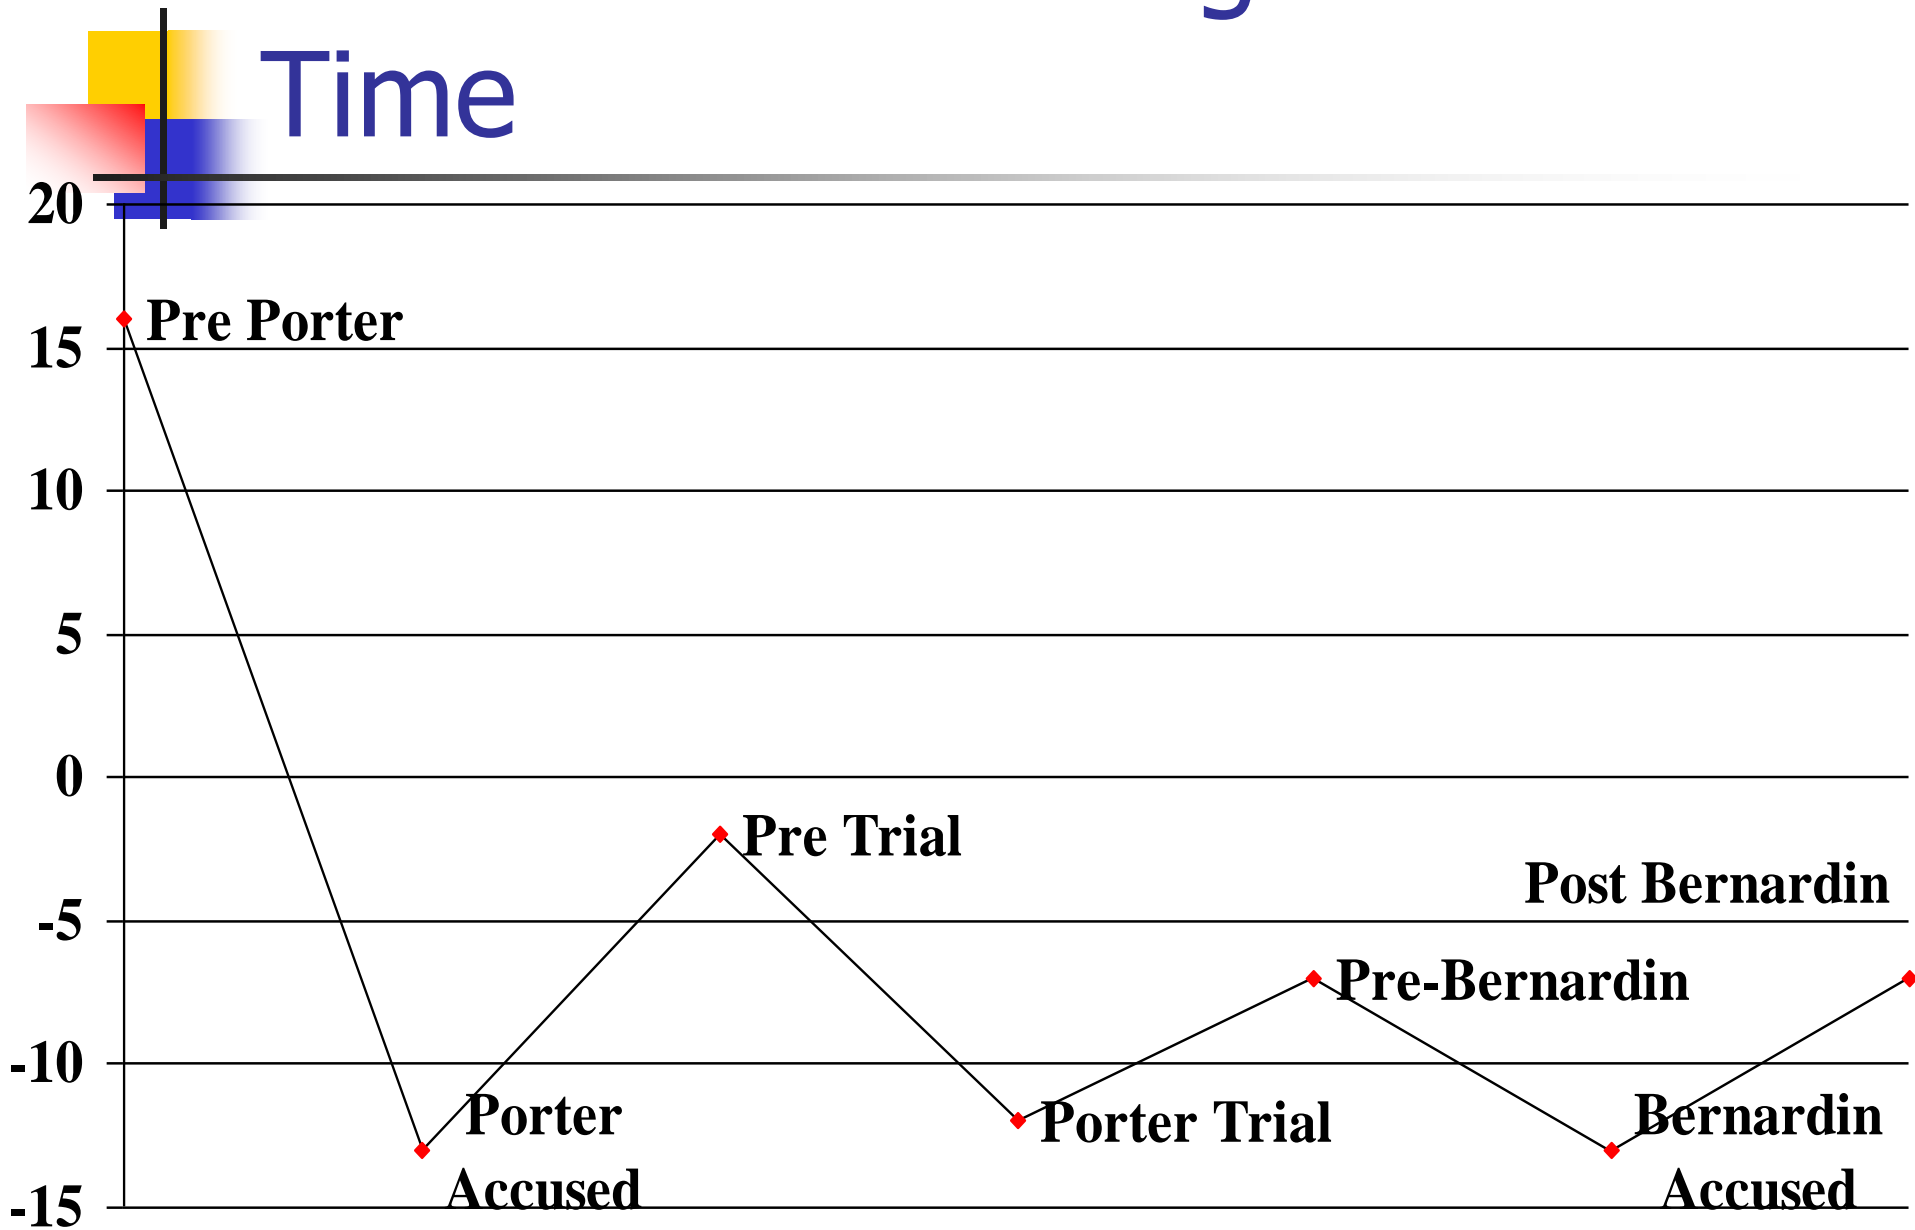 Time
20
Pre Porter
15
10
5
0
Pre Trial
Post Bernardin
-5
Pre-Bernardin
-10
Porter
Accused
Porter Trial
Bernardin
Accused
-15